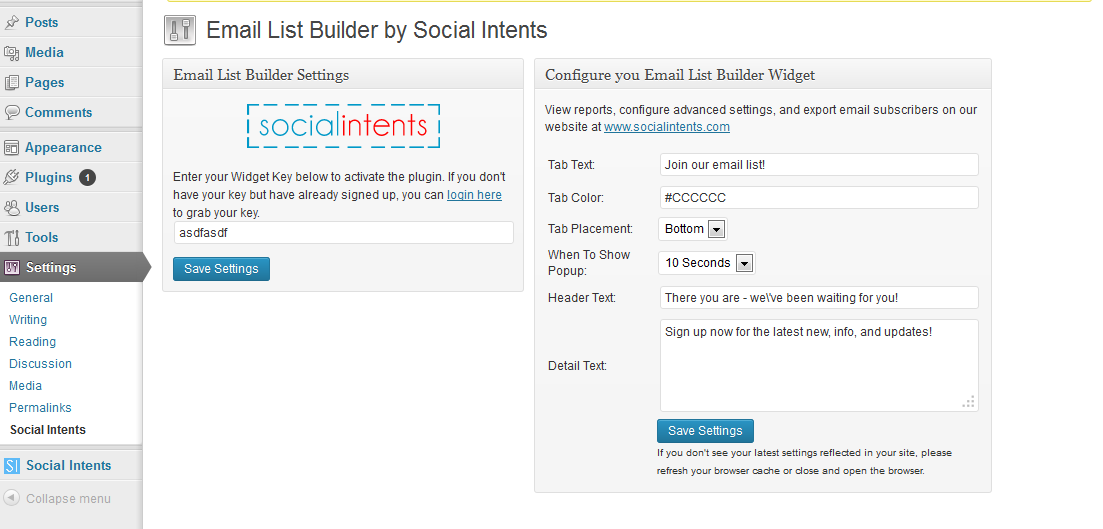 Posts
Media
Pages
Comments
Appearance
Plugins 1
Users
Tools
Settings
General
Writing
Reading
Discussion
Media
Permalinks
Social Intents
SI Social Intents
Collapse menu
Email List Builder by Social Intents
Email List Builder Settings
socialintents
Enter your Widget Key below to activate the plugin. If you don't
have your key but have already signed up, you can login here
to grab your key.
asdfasdf
Save Settings
Configure you Email List Builder Widget
View reports, configure advanced settings, and export email subscribers on our
website at www.socialintents.com
Tab Text: Join our email list!
Tab Color: #CCCCCC
Tab Placement: Bottom
When To Show
Popup: 10 Seconds
Header Text: There you are - we\'ve been waiting for you!
Detail Text: Sign up now for the latest new, info, and updates!
Save Settings
If you don't see your latest settings reflected in your site, please
refresh your browser cache or close and open the browser.